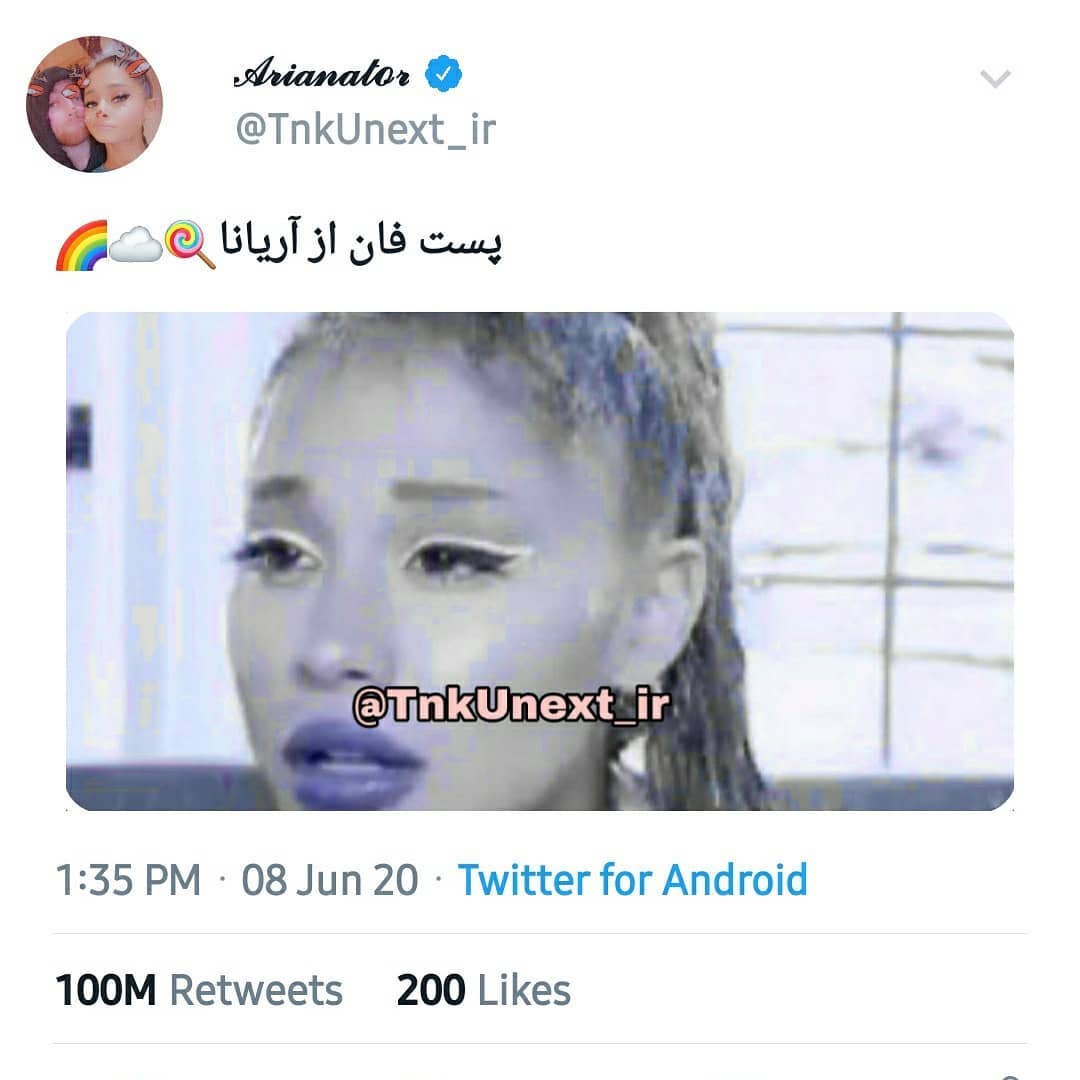 𝒜𝓇𝒾𝒶𝓃𝒶𝓉𝑜𝓇
@TnkUnext_ir
پست فان از آریانا🍭☁️🌈
@TnkUnext_ir
1:35 PM · 08 Jun 20 · Twitter for Android
100M Retweets 200 Likes